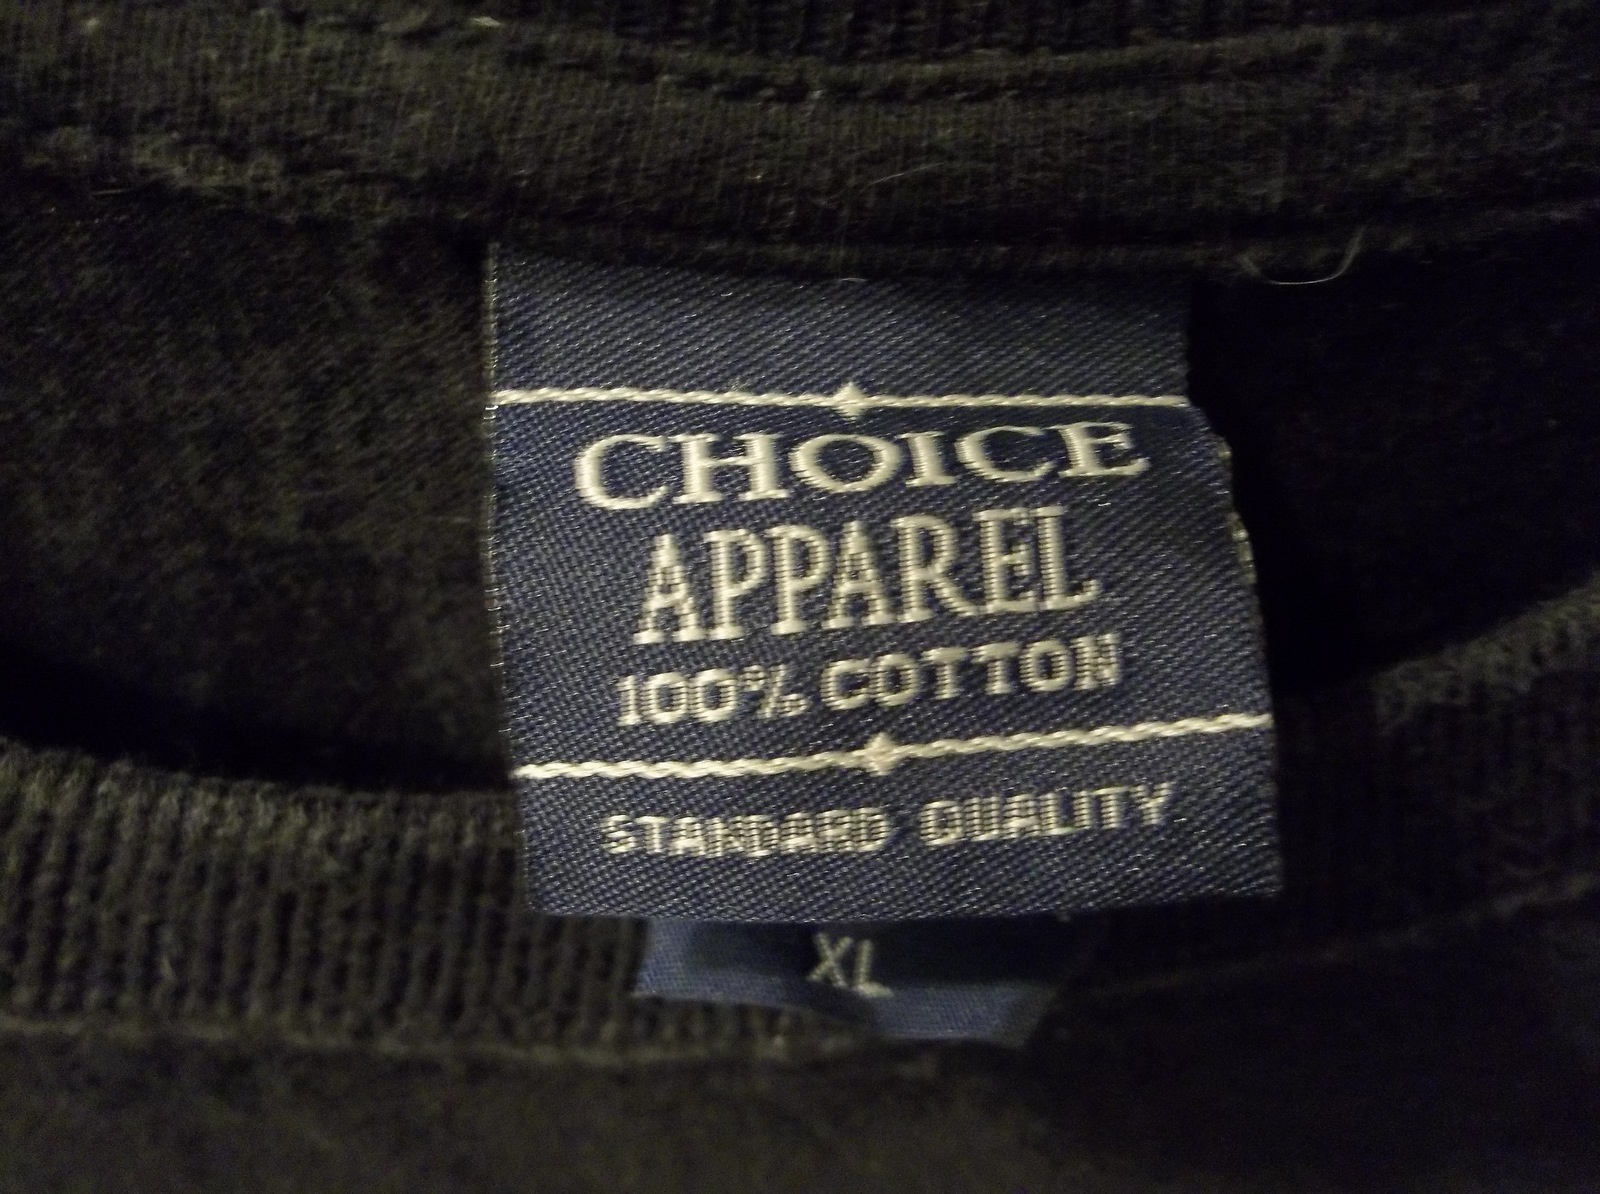 CHOICE
APPAREL
100% COTTON
STANDARD QUALITY
XL